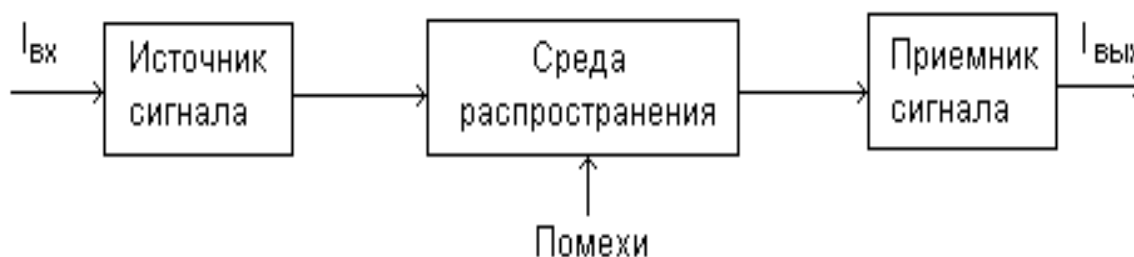 Iвх
Источник
сигнала
Среда
распространения
Приемник
сигнала
Iвых
Помехи